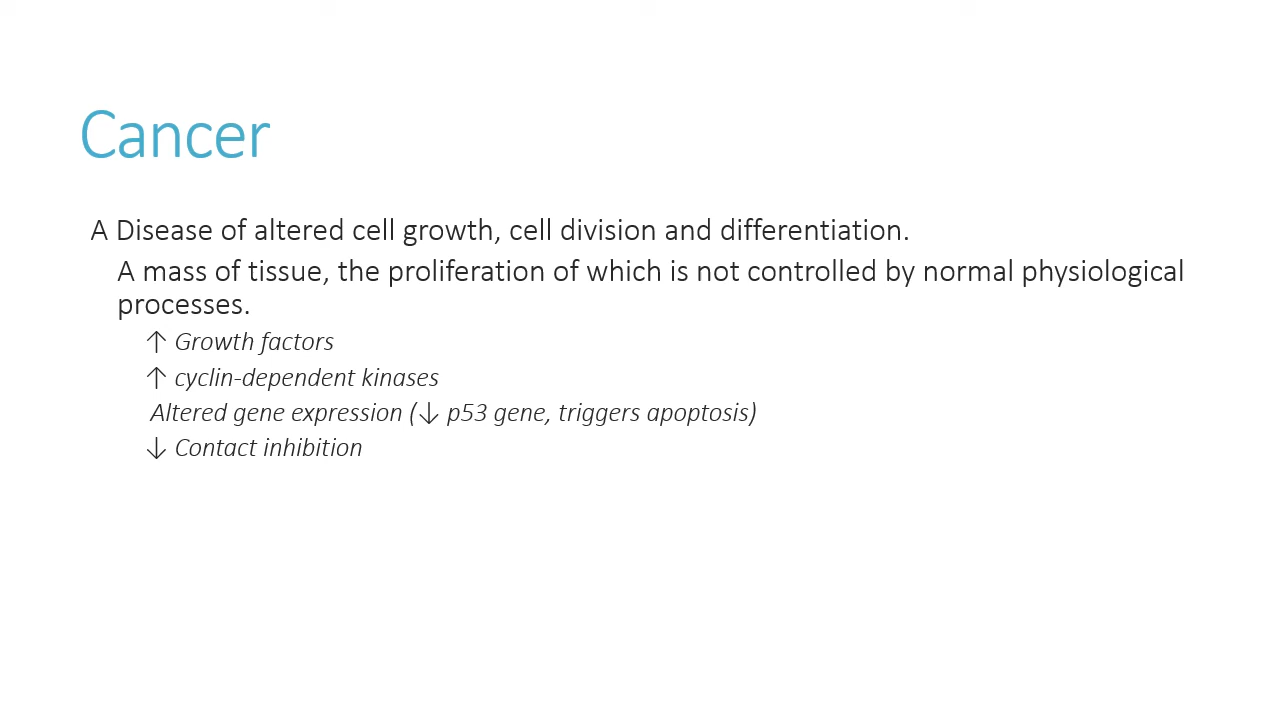 Cancer
A Disease of altered cell growth, cell division and differentiation.
A mass of tissue, the proliferation of which is not controlled by normal physiological
processes.
↑ Growth factors
↑ cyclin-dependent kinases
Altered gene expression (↓ p53 gene, triggers apoptosis)
↓ Contact inhibition